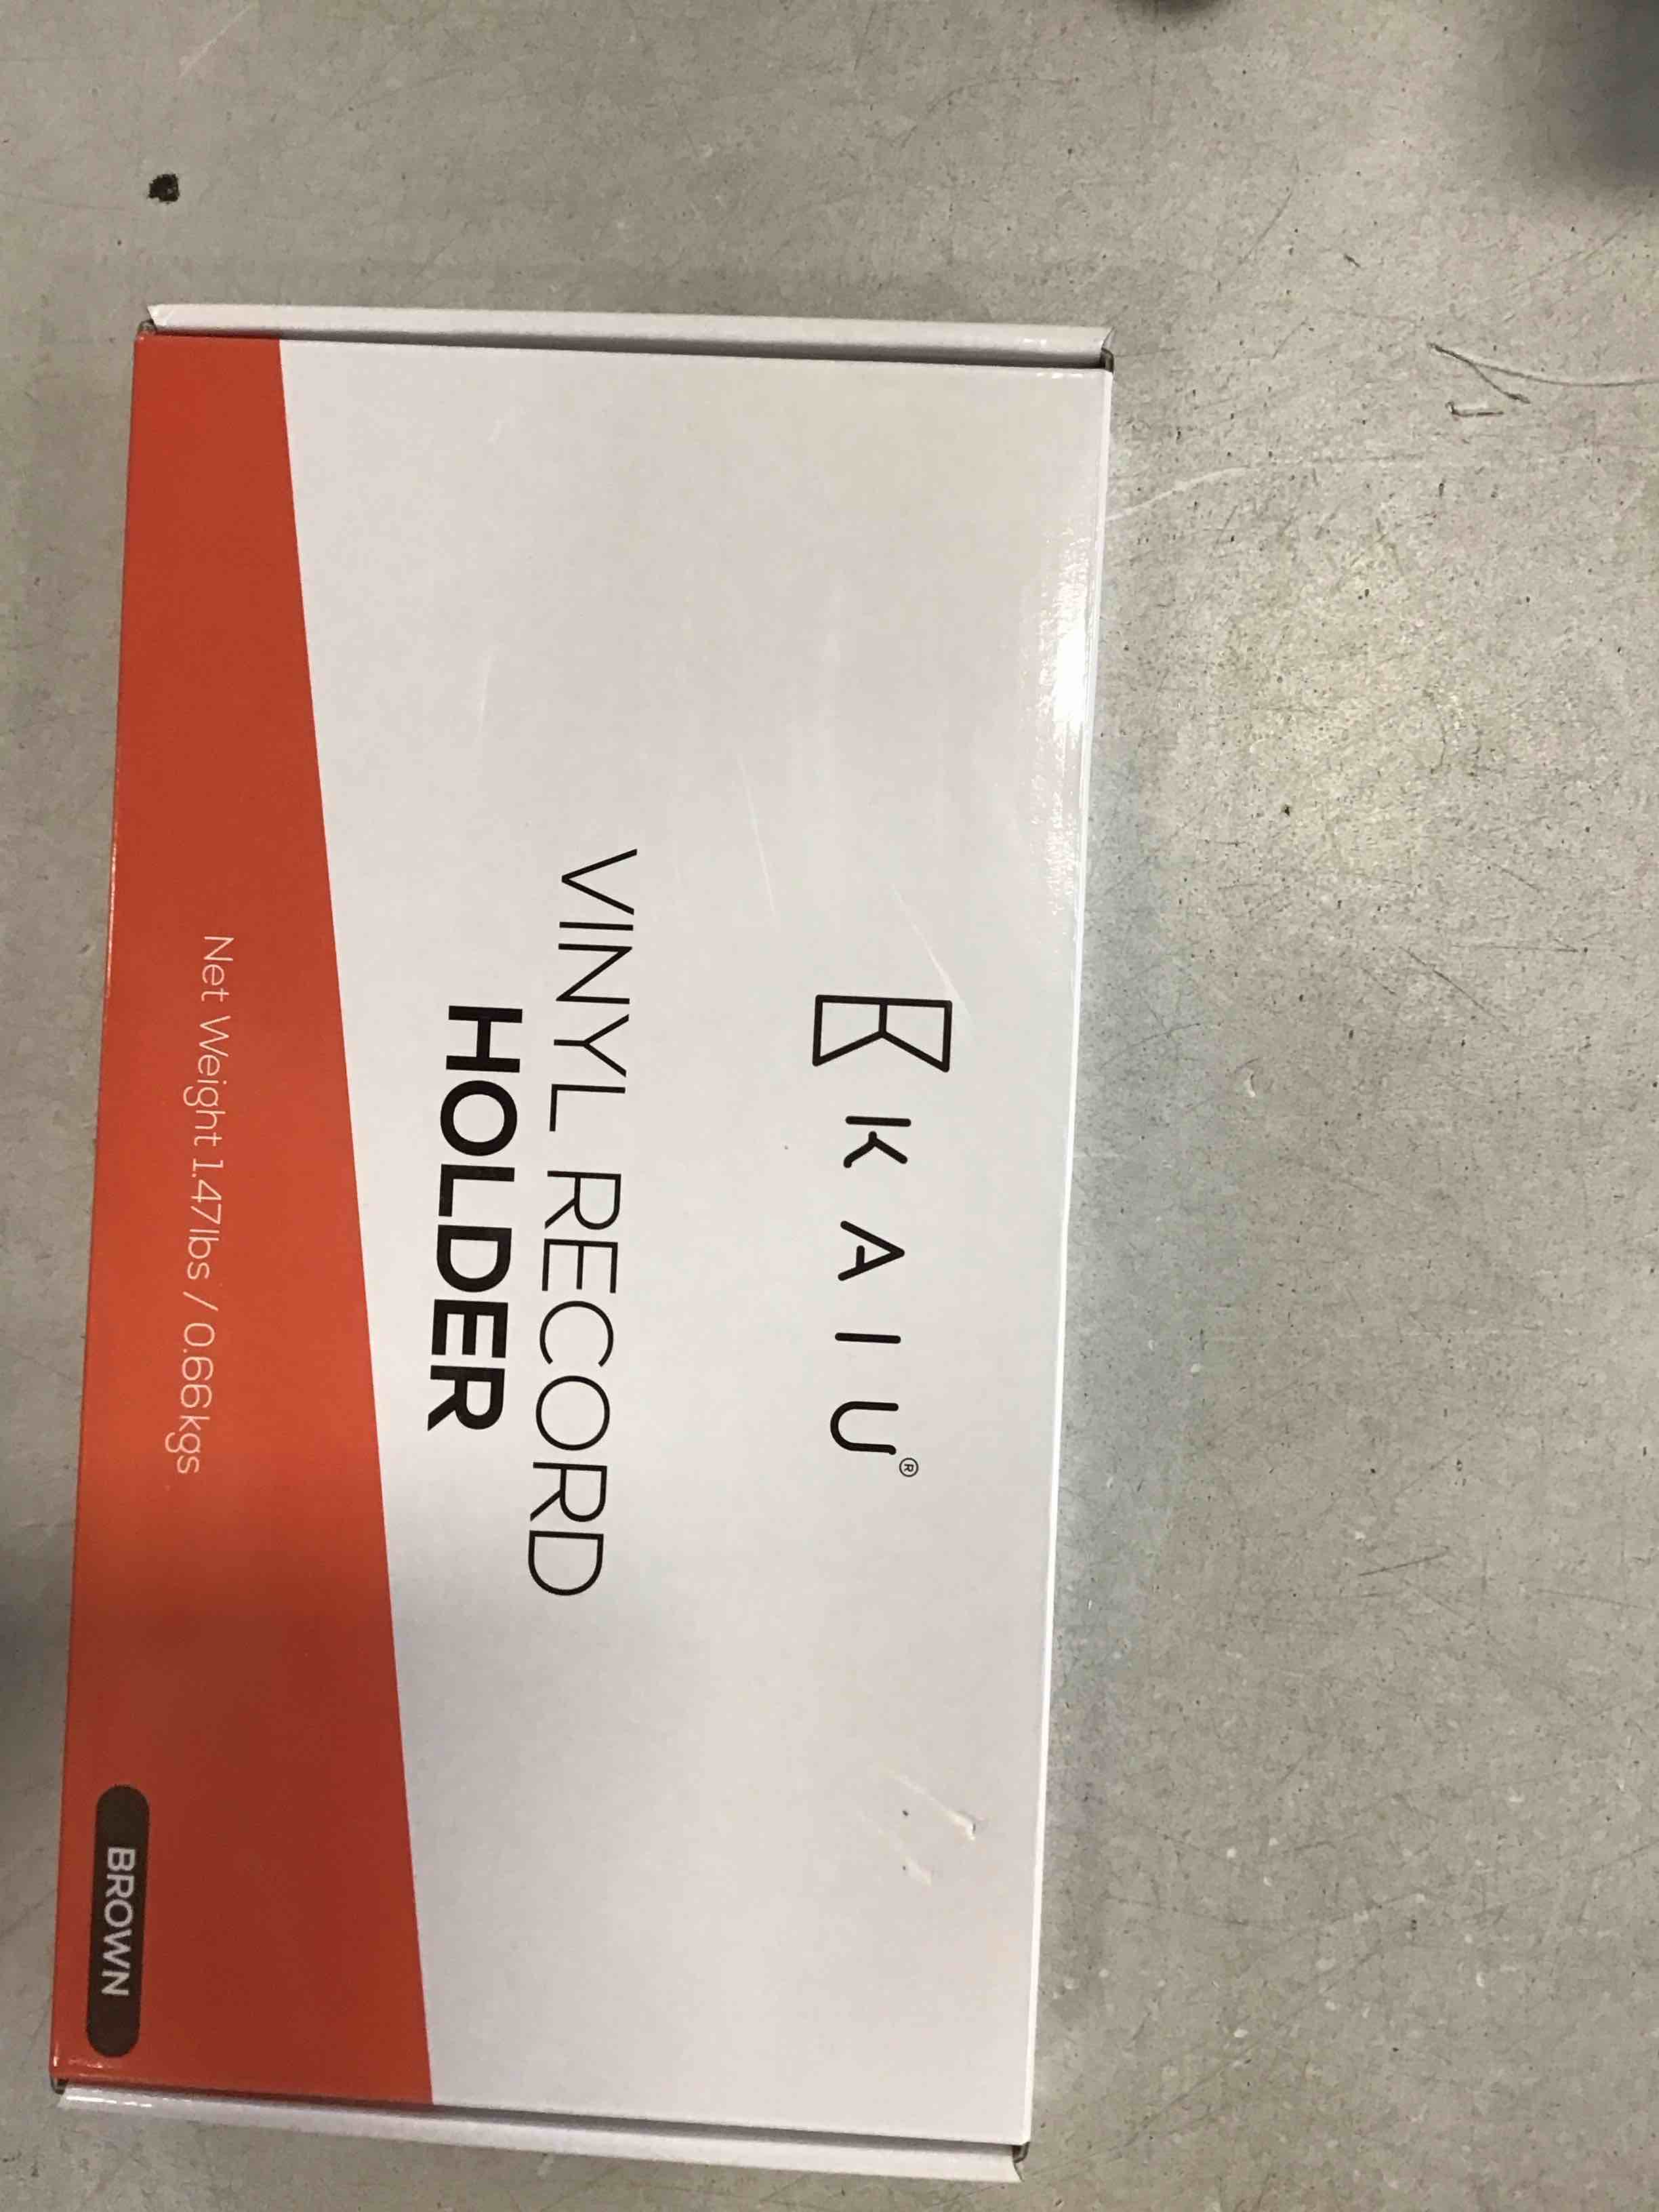 KAIU®
VINYL RECORD
HOLDER
Net Weight 1.47lbs / 0.66kgs
BROWN